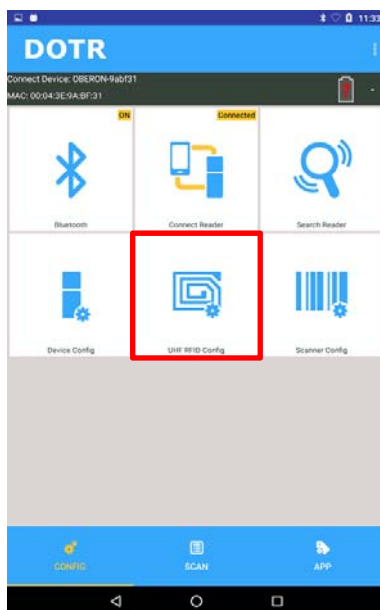 11:33
DOTR
Connect Device: OBERON-9abf31
MAC: 00:04:3E:9A:BF:31
ON
Connected
Bluetooth
Connect Reader
Search Reader
Device Config
UHF RFID Config
Scanner Config
CONFIG
SCAN
APP